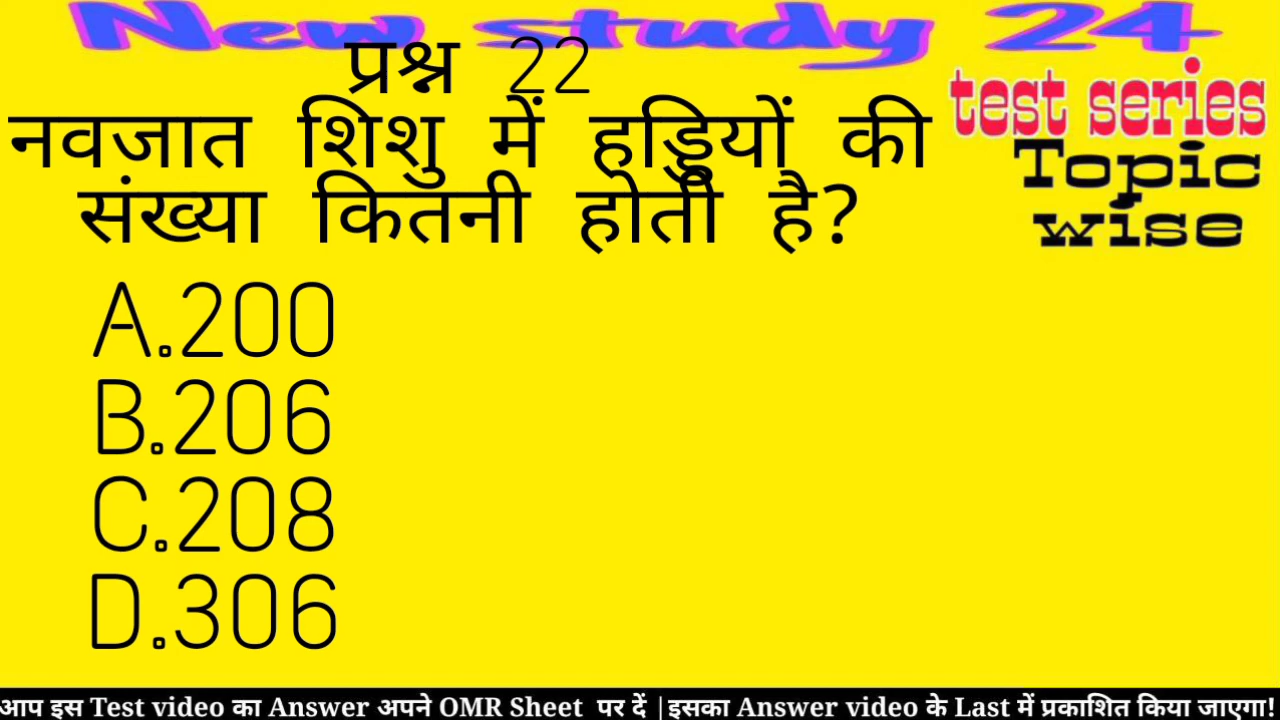 New study 24
प्रश्न 22
test series
नवजात शिशु में हड्डियों की
Topic
संख्या कितनी होती है?
wise
A.200
B.206
C.208
D.306
आप इस Test video का Answer अपने OMR Sheet पर दें |इसका Answer video के Last में प्रकाशित किया जाएगा!